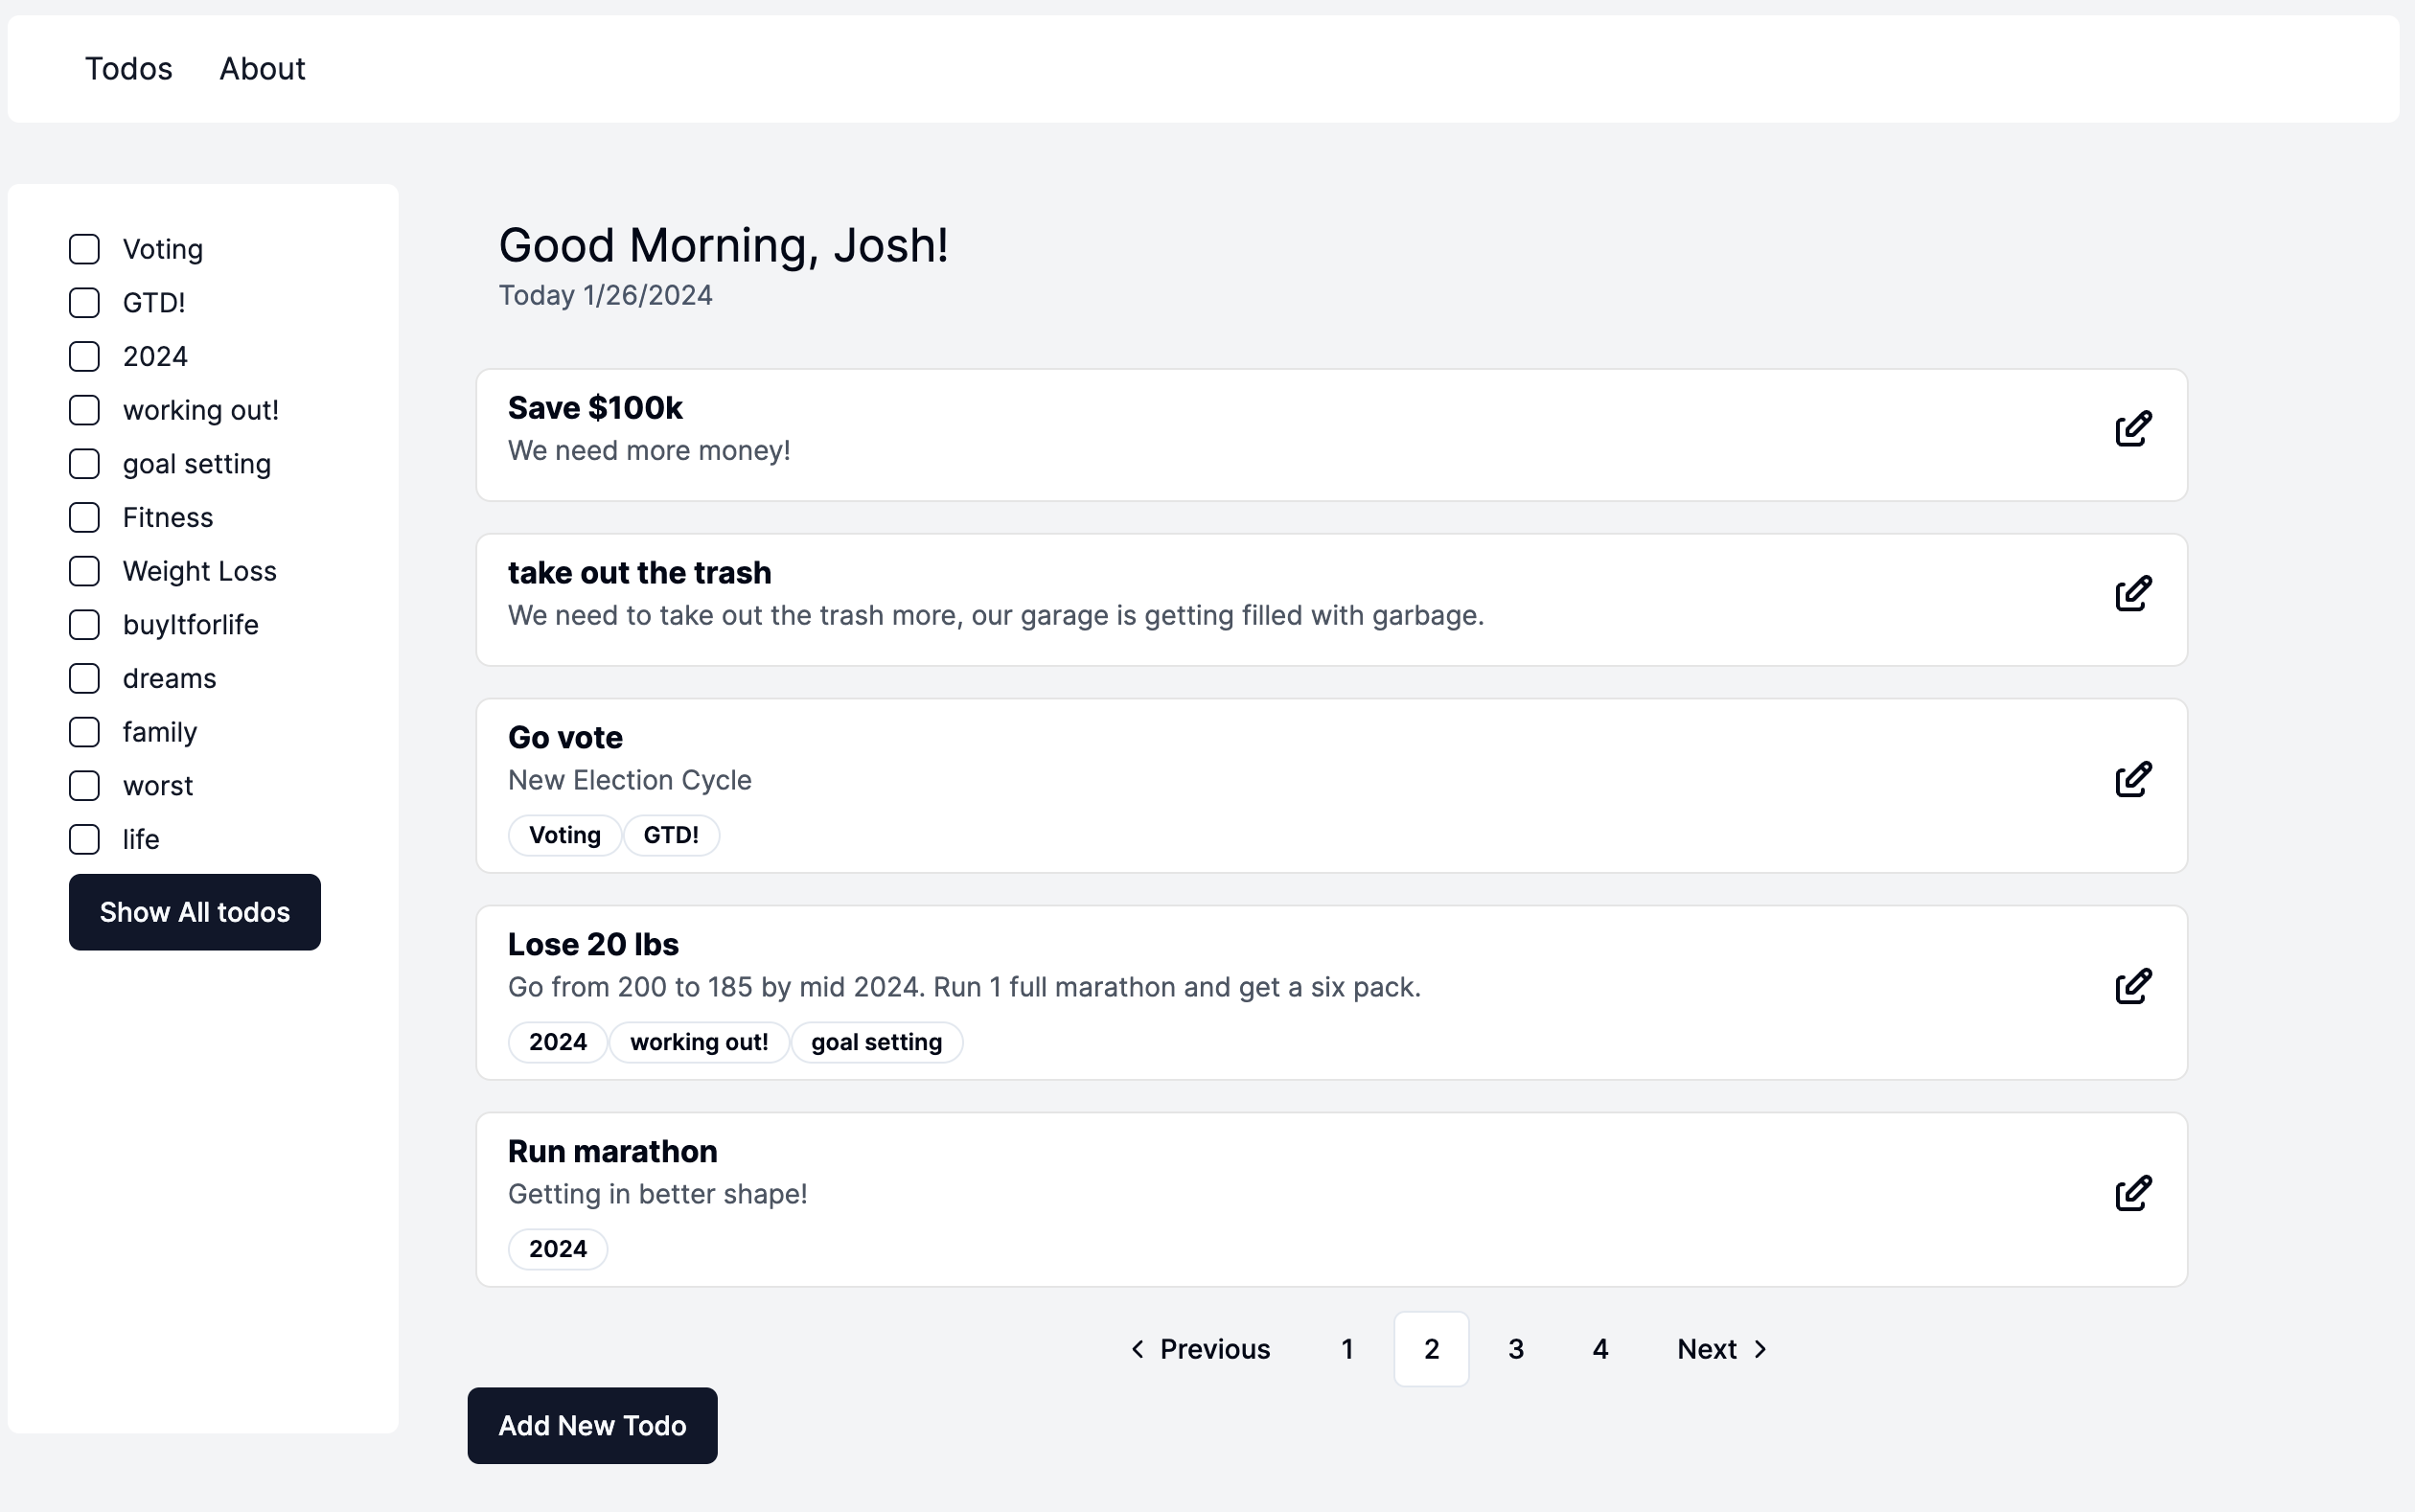 Todos About
Voting
GTD!
2024
working out!
goal setting
Fitness
Weight Loss
buyItforlife
dreams
family
worst
life
Show All todos
Good Morning, Josh!
Today 1/26/2024
Save $100k
We need more money!
take out the trash
We need to take out the trash more, our garage is getting filled with garbage.
Go vote
New Election Cycle
Voting GTD!
Lose 20 lbs
Go from 200 to 185 by mid 2024. Run 1 full marathon and get a six pack.
2024 working out! goal setting
Run marathon
Getting in better shape!
2024
Previous 1 2 3 4 Next
Add New Todo